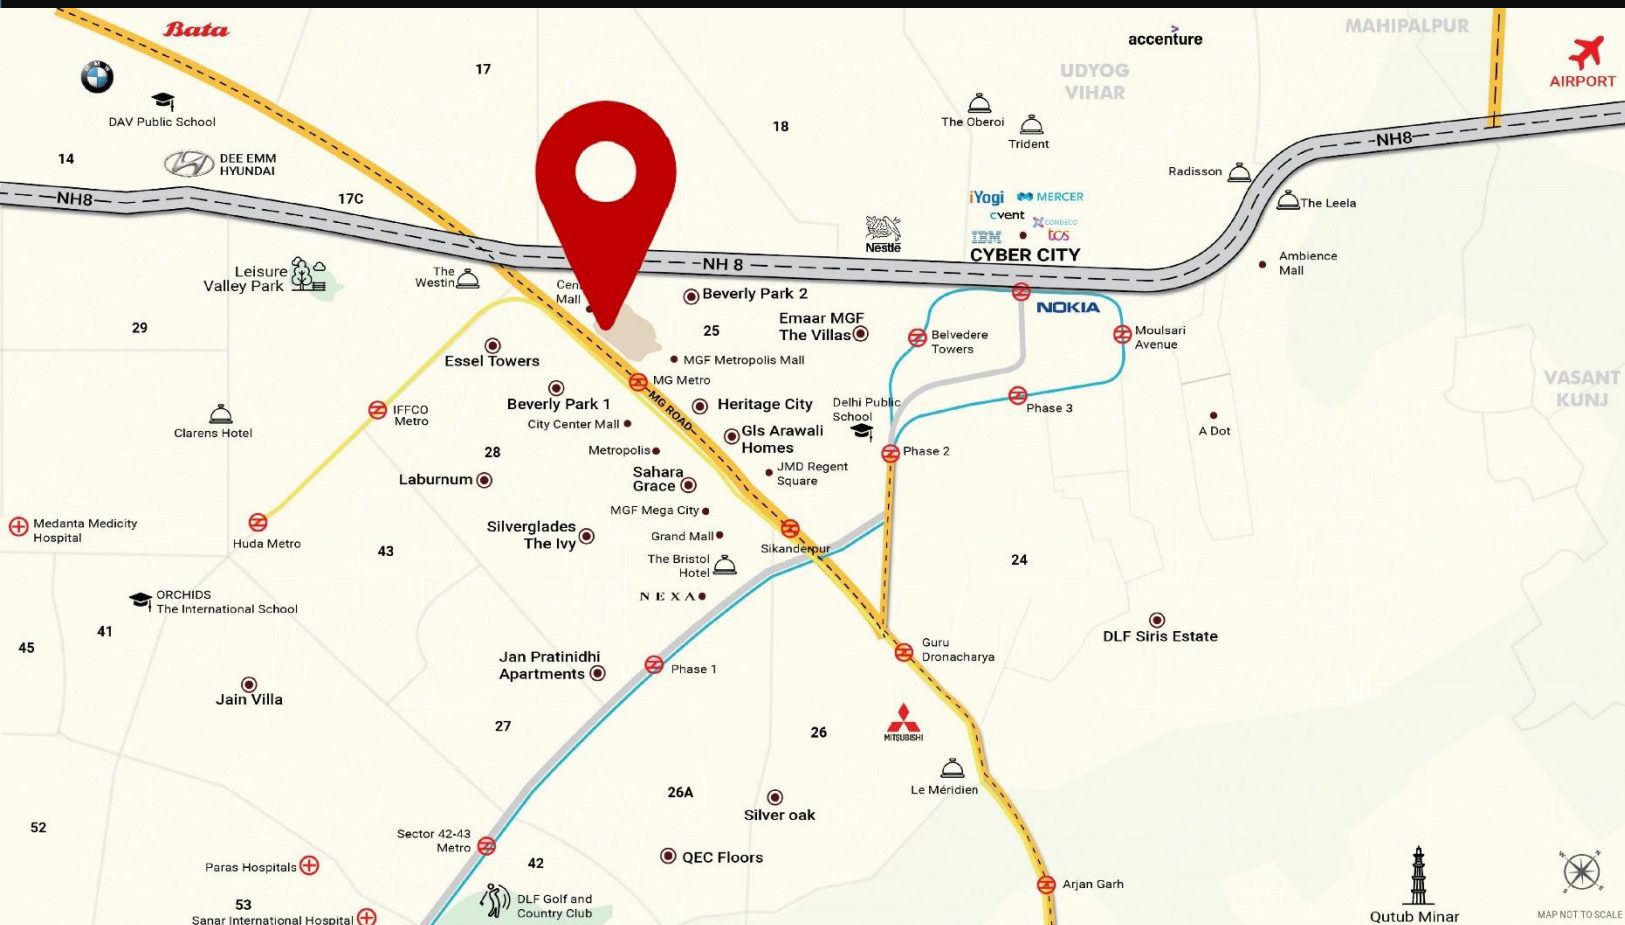 Bata
accenture
MAHIPALPUR
AIRPORT
UDYOG
VIHAR
17
DAV Public School
The Oberoi
18
Trident
14
DEE EMM
HYUNDAI
NH8
Radisson
NH8
17C
iYogi
MERCER
The Leela
cvent
CONDECO
IBM
tcs
Nestle
CYBER CITY
NH 8
Ambience
Mall
Leisure
Valley Park
The
Westin
Cen
Mall
Beverly Park 2
NOKIA
29
Emaar MGF
The Villas
25
Belvedere
Towers
Moulsari
Avenue
Essel Towers
MGF Metropolis Mall
MG Metro
VASANT
KUNJ
MG ROAD
Beverly Park 1
Heritage City
Delhi Public
School
Phase 3
IFFCO
Metro
Clarens Hotel
City Center Mall
Gls Arawali
Homes
A Dot
28
Metropolis
Phase 2
Laburnum
Sahara
Grace
JMD Regent
Square
MGF Mega City
Medanta Medicity
Hospital
Huda Metro
Silverglades
The Ivy
Grand Mall
Sikanderpur
43
The Bristol
Hotel
24
ORCHIDS
The International School
NEXA
41
45
DLF Siris Estate
Guru
Dronacharya
Jan Pratinidhi
Apartments
Phase 1
Jain Villa
27
26
MITSUBISHI
26A
Le Méridien
Silver oak
52
Sector 42-43
Metro
42
QEC Floors
Paras Hospitals
Arjan Garh
53
DLF Golf and
Country Club
Sanar International Hospital
Qutub Minar
MAP NOT TO SCALE